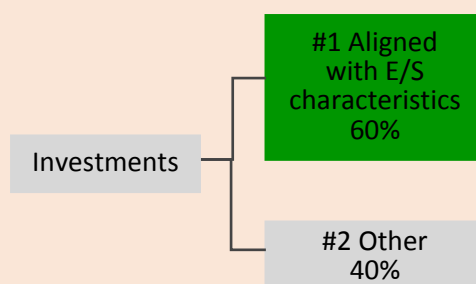 #1 Aligned
with E/S
characteristics
60%
Investments
#2 Other
40%